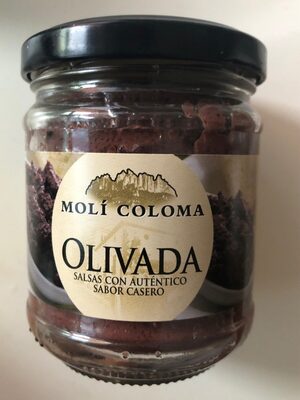 MOLÍ COLOMA
OLIVADA
SALSAS CON AUTÉNTICO
SABOR CASERO